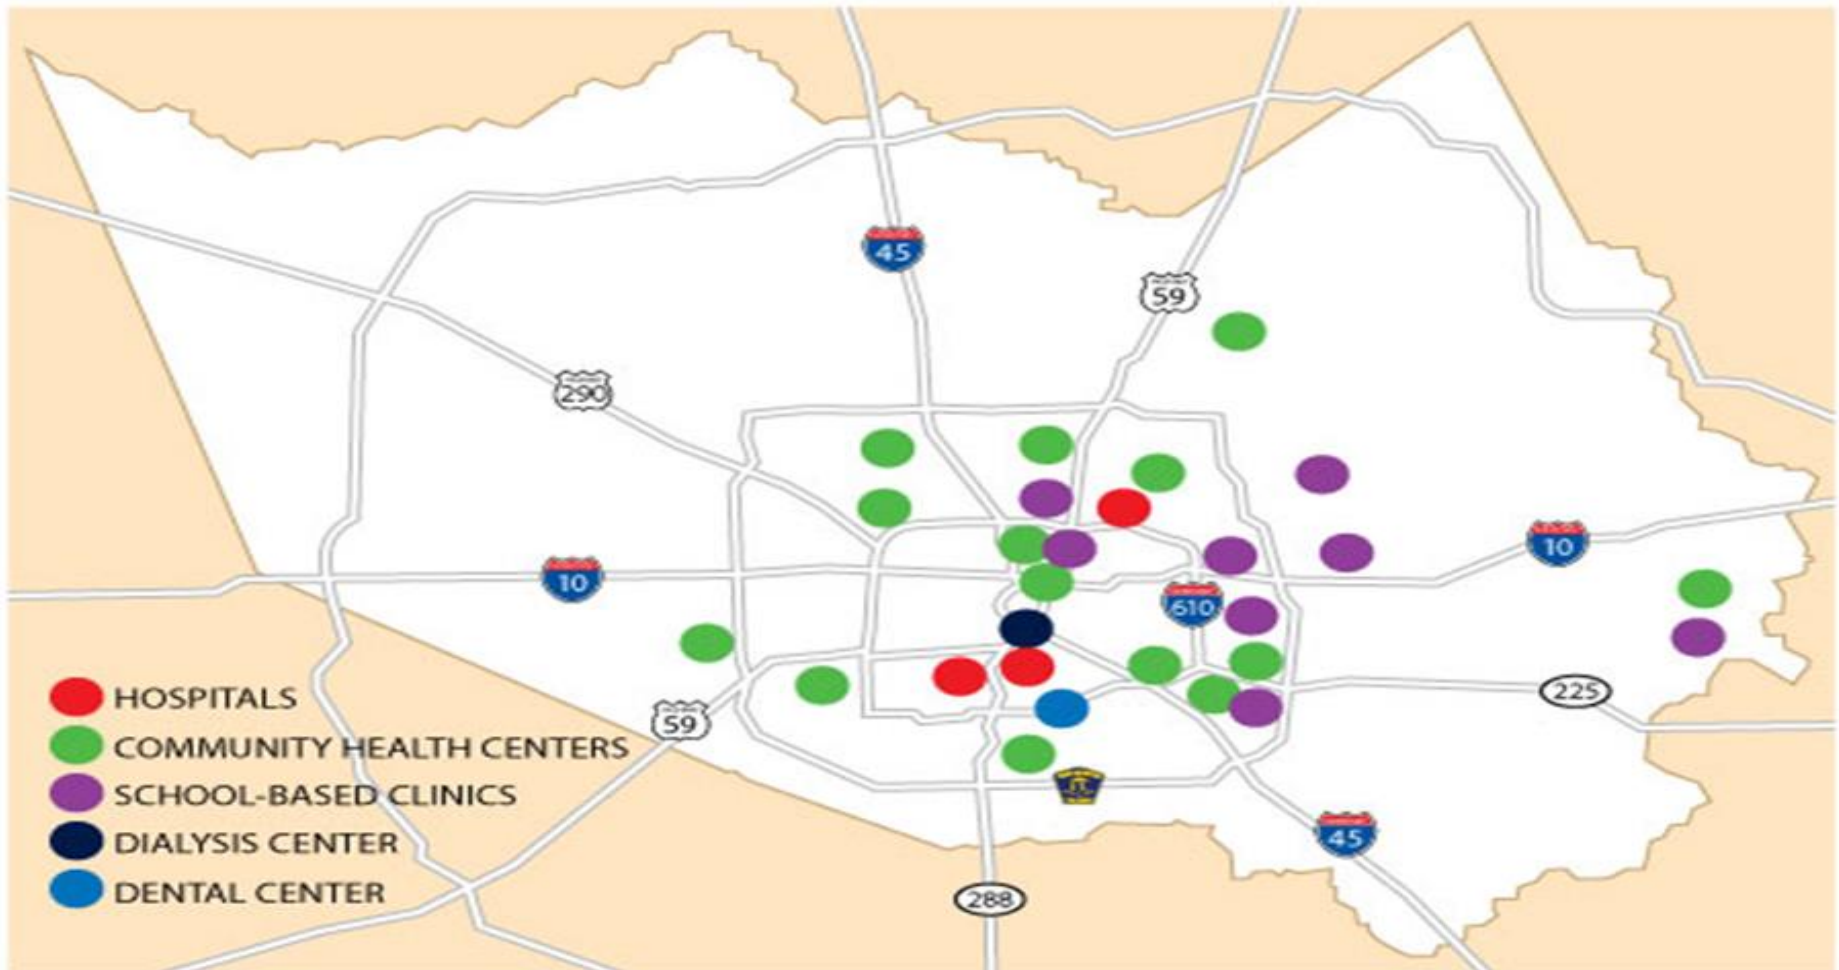 45
59
290
10
10
610
225
59
45
288
HOSPITALS
COMMUNITY HEALTH CENTERS
SCHOOL-BASED CLINICS
DIALYSIS CENTER
DENTAL CENTER